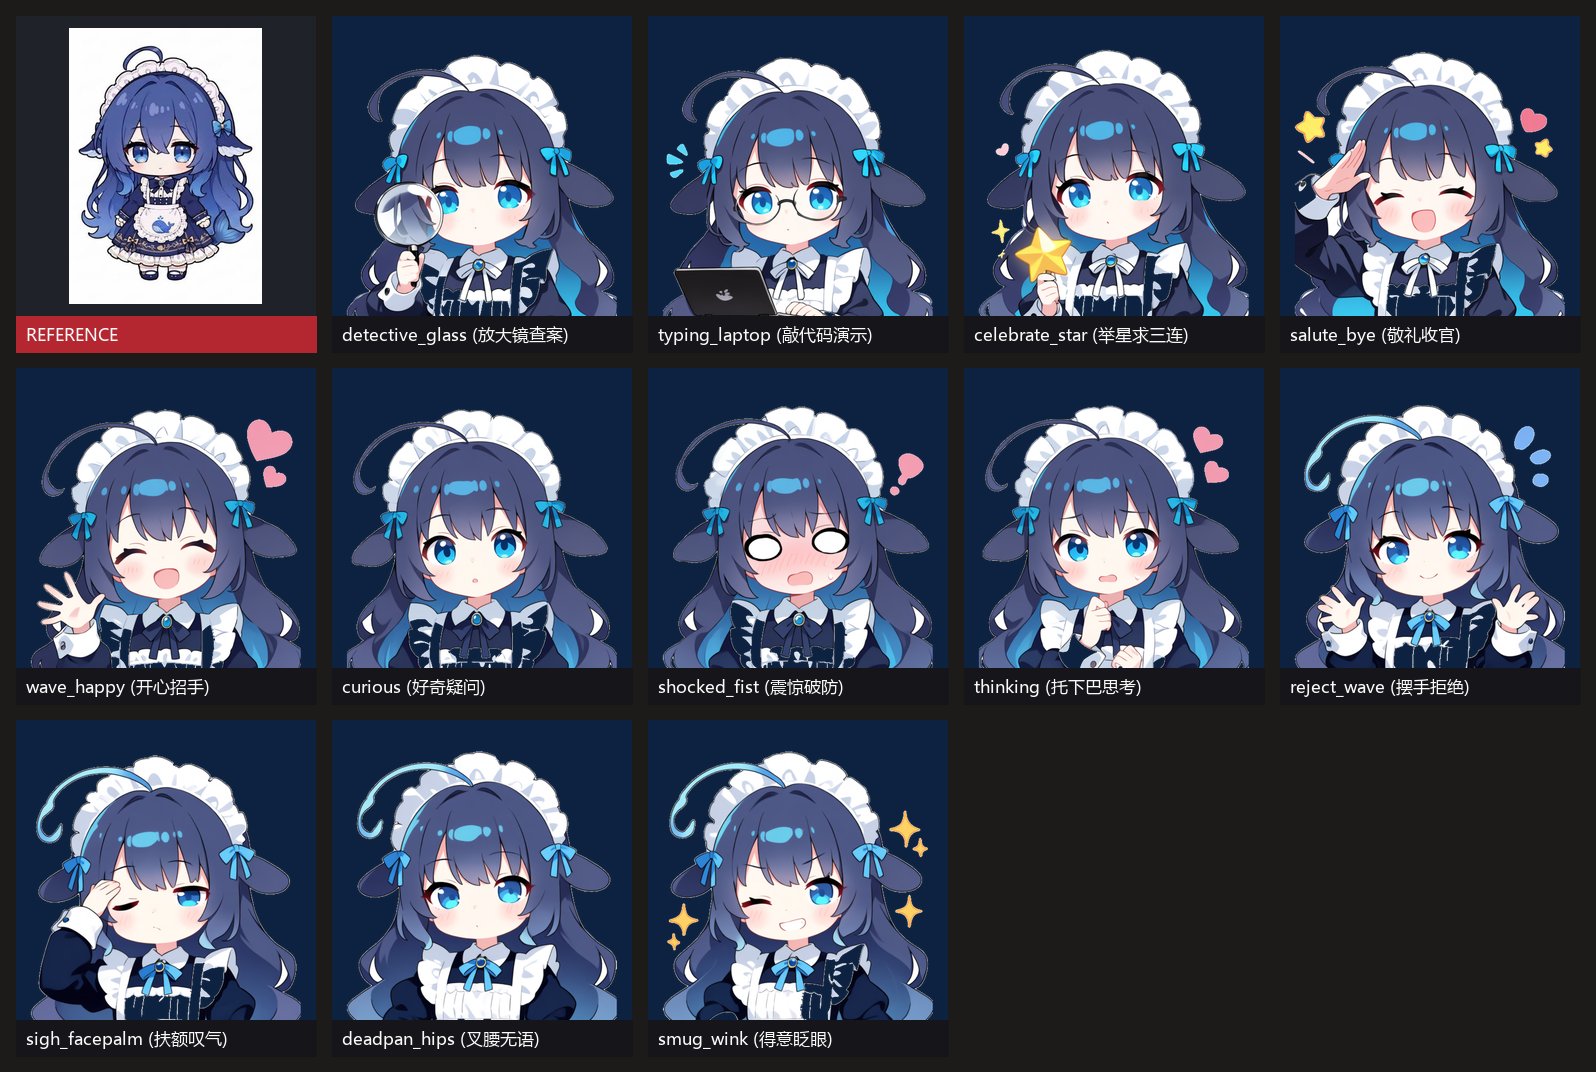 REFERENCE
detective_glass (放大镜查案)
typing_laptop (敲代码演示)
celebrate_star (举星求三连)
salute_bye (敬礼收官)
wave_happy (开心招手)
curious (好奇疑问)
shocked_fist (震惊破防)
thinking (托下巴思考)
reject_wave (摆手拒绝)
sigh_facepalm (扶额叹气)
deadpan_hips (叉腰无语)
smug_wink (得意眨眼)